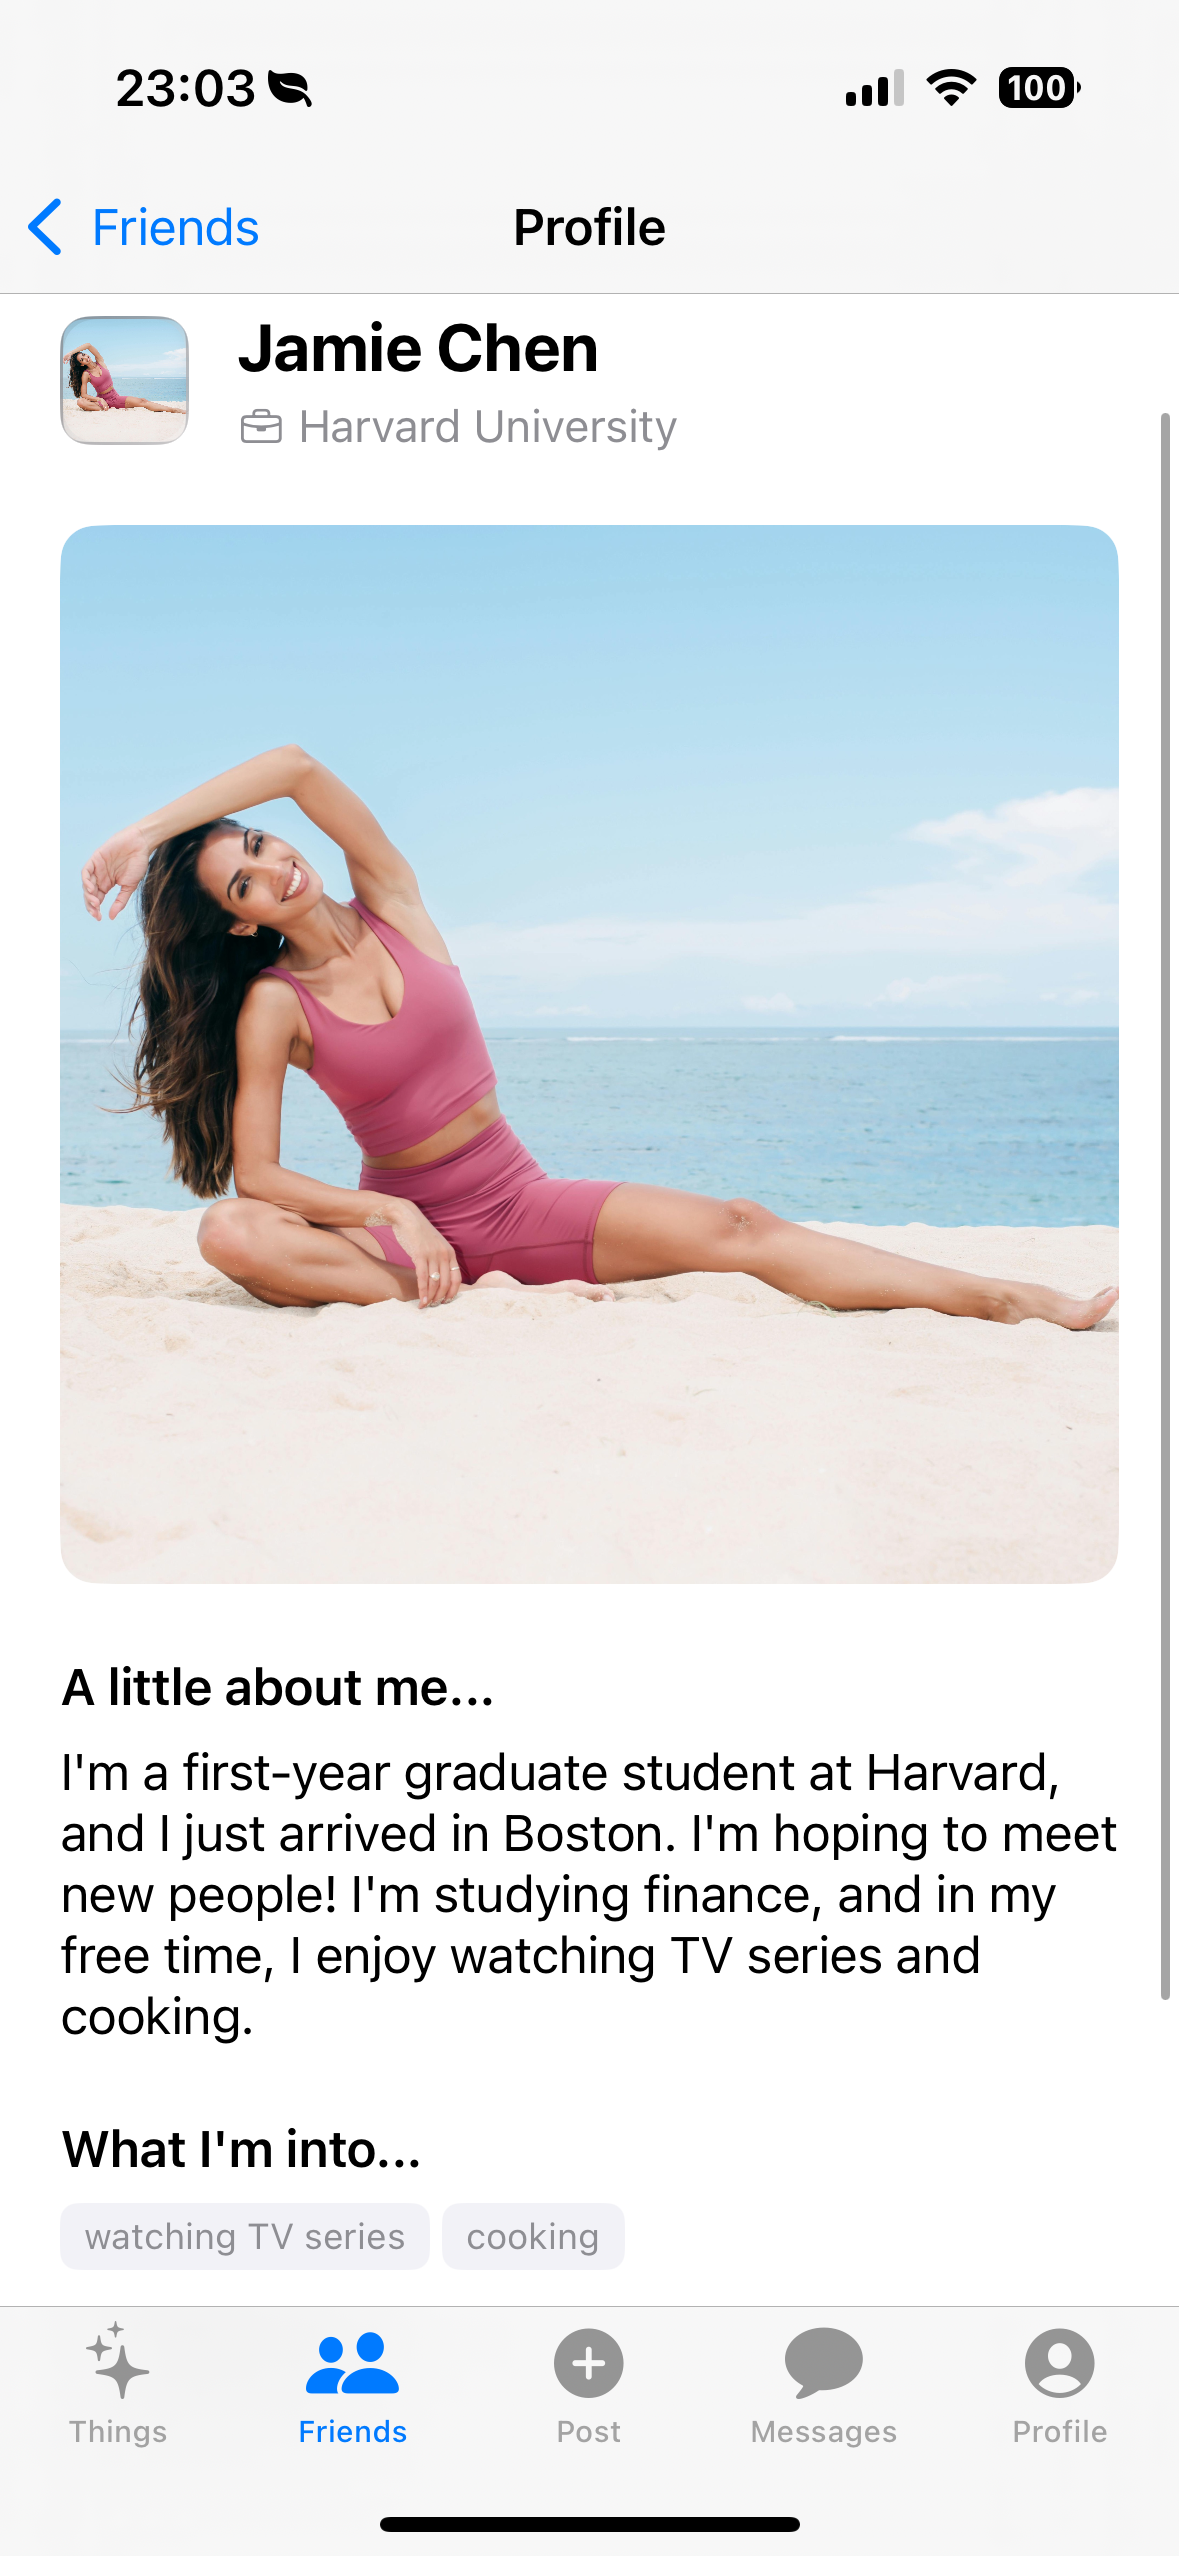 23:03
100
Friends
Profile
Jamie Chen
Harvard University
A little about me...
I'm a first-year graduate student at Harvard,
and I just arrived in Boston. I'm hoping to meet
new people! I'm studying finance, and in my
free time, I enjoy watching TV series and
cooking.
What I'm into...
watching TV series
cooking
Things
Friends
Post
Messages
Profile